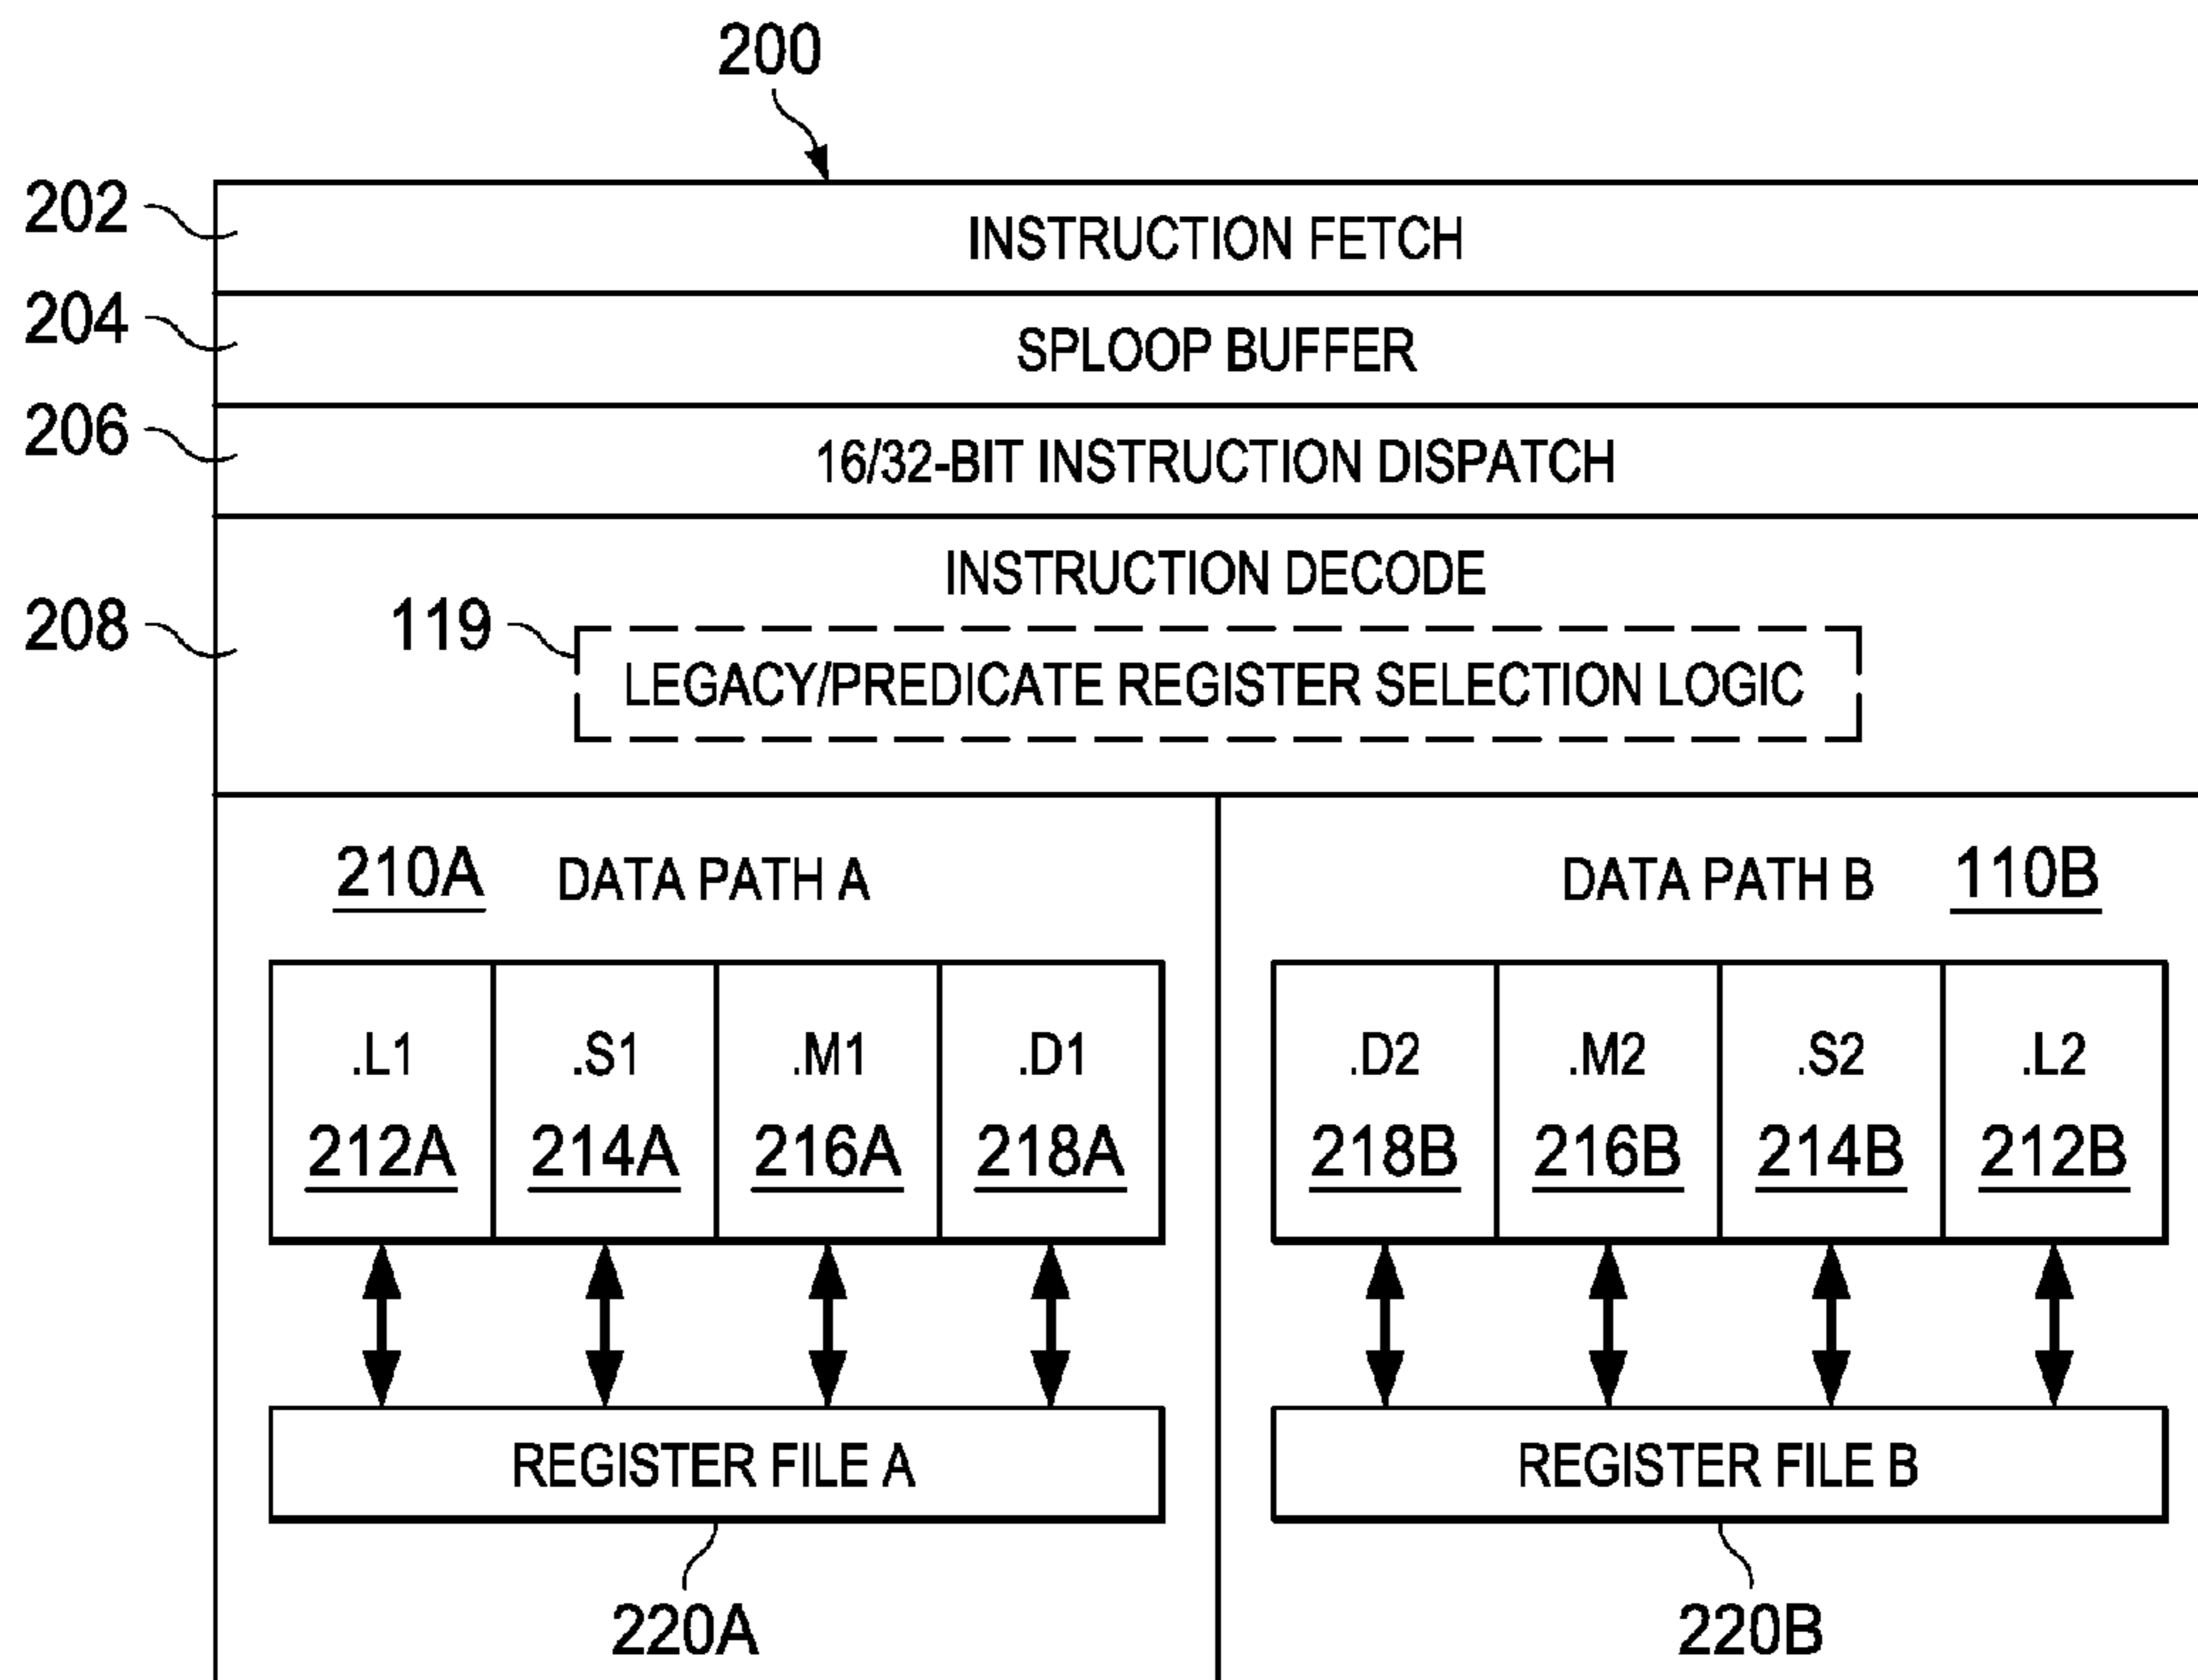 200
202 INSTRUCTION FETCH
204 SPLOOP BUFFER
206 16/32-BIT INSTRUCTION DISPATCH
INSTRUCTION DECODE
208 119 LEGACY/PREDICATE REGISTER SELECTION LOGIC
210A DATA PATH A DATA PATH B 110B
.L1 .S1 .M1 .D1 .D2 .M2 .S2 .L2
212A 214A 216A 218A 218B 216B 214B 212B
REGISTER FILE A REGISTER FILE B
220A 220B